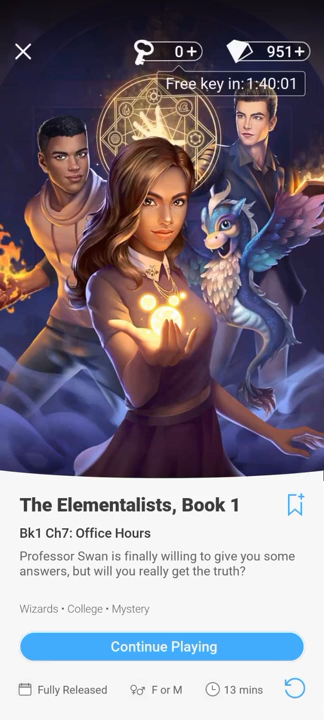 0 +
951+
Free key in:1:40:01
The Elementalists, Book 1
Bk1 Ch7: Office Hours
Professor Swan is finally willing to give you some
answers, but will you really get the truth?
Wizards • College • Mystery
Continue Playing
Fully Released
F or M
13 mins